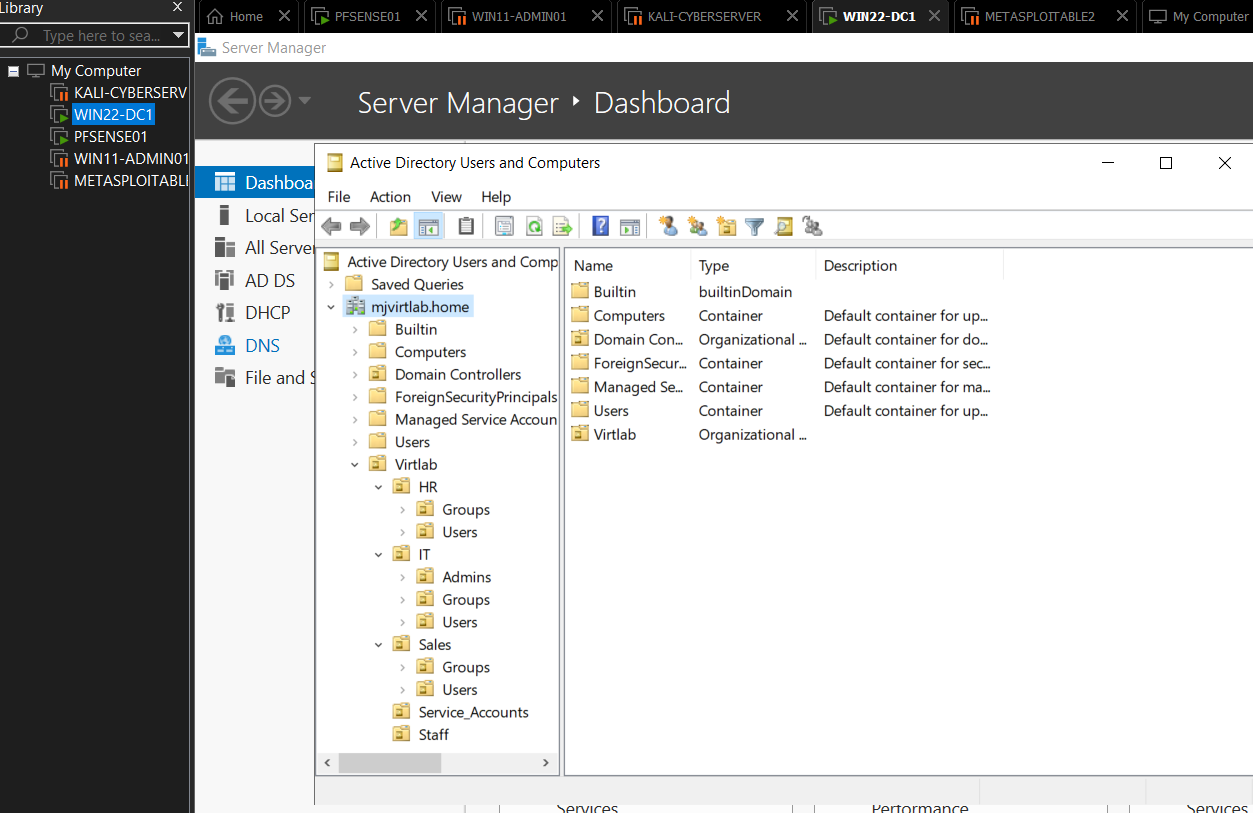 Library
Type here to sea...
My Computer
KALI-CYBERSERV
WIN22-DC1
PFSENSE01
WIN11-ADMIN01
METASPLOITABLI
Home
PFSENSE01
WIN11-ADMIN01
KALI-CYBERSERVER
WIN22-DC1
METASPLOITABLE2
My Computer
Server Manager
Server Manager
Dashboard
Dashboa
Local Ser
All Server
AD DS
DHCP
DNS
File and S
Active Directory Users and Computers
File Action View Help
Active Directory Users and Comp
Saved Queries
mjvirtlab.home
Builtin
Computers
Domain Controllers
ForeignSecurityPrincipals
Managed Service Accoun
Users
Virtlab
HR
Groups
Users
IT
Admins
Groups
Users
Sales
Groups
Users
Service_Accounts
Staff
Name Type Description
Builtin builtinDomain
Computers Container Default container for up...
Domain Con... Organizational ... Default container for do...
ForeignSecur... Container Default container for sec...
Managed Se... Container Default container for ma...
Users Container Default container for up...
Virtlab Organizational ...
Services
Performance
Services